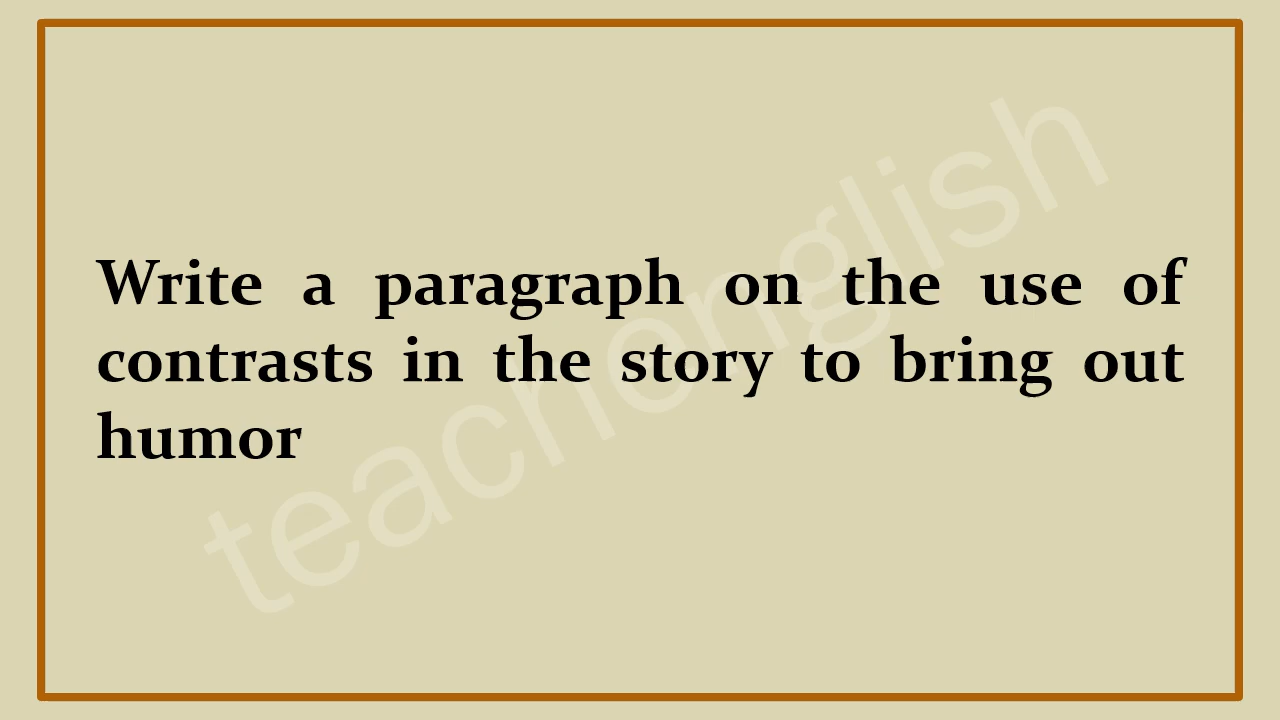 Write a paragraph on the use of
contrasts in the story to bring out
humor
teachenglish